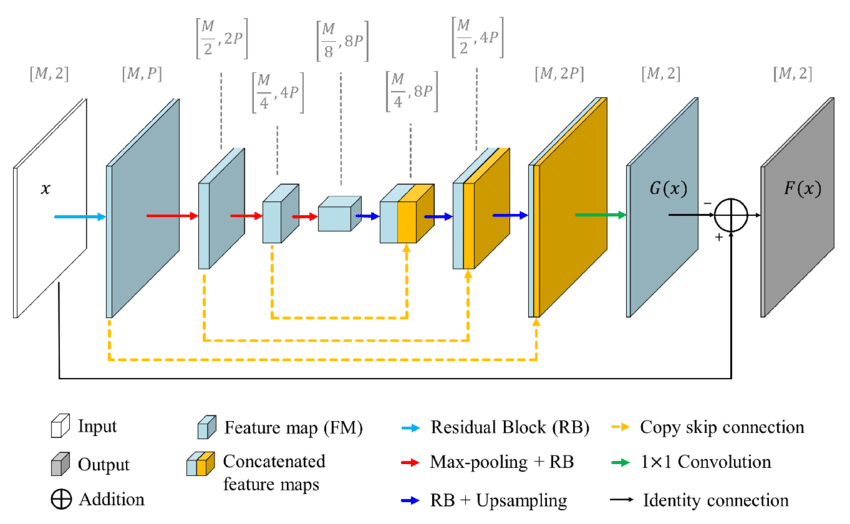 [M, 2]
[M, P]
[M/2, 2P]
[M/4, 4P]
[M/8, 8P]
[M/4, 8P]
[M/2, 4P]
[M, 2P]
[M, 2]
[M, 2]
x
G(x)
−
+
F(x)
Input
Output
Addition
Feature map (FM)
Concatenated
feature maps
Residual Block (RB)
Max-pooling + RB
RB + Upsampling
Copy skip connection
1×1 Convolution
Identity connection